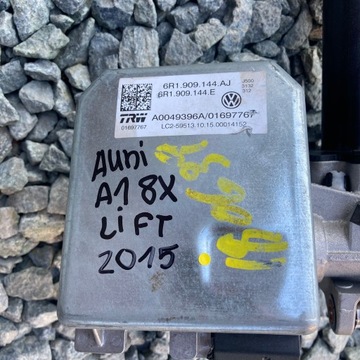 6R1.909.144.AJ
6R1.909.144.E
J500
TRW
01697767
A0049396A/01697767
LC2-59513.10.15.00014152
AUDI
A1 8X
LiFT
2015